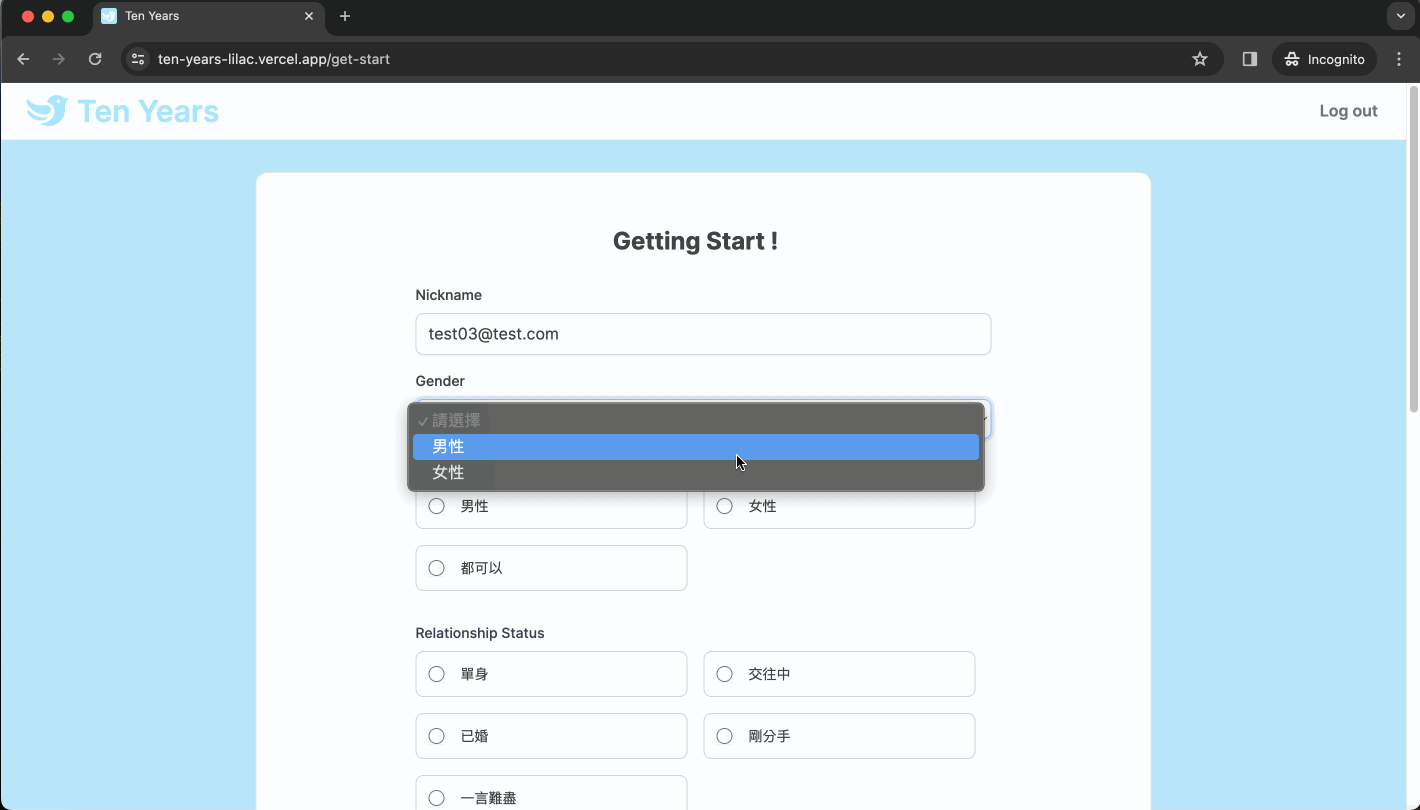 Ten Years
ten-years-lilac.vercel.app/get-start
Incognito
Ten Years
Log out
Getting Start !
Nickname
test03@test.com
Gender
✓ 請選擇
男性
女性
男性
女性
都可以
Relationship Status
單身
交往中
已婚
剛分手
一言難盡